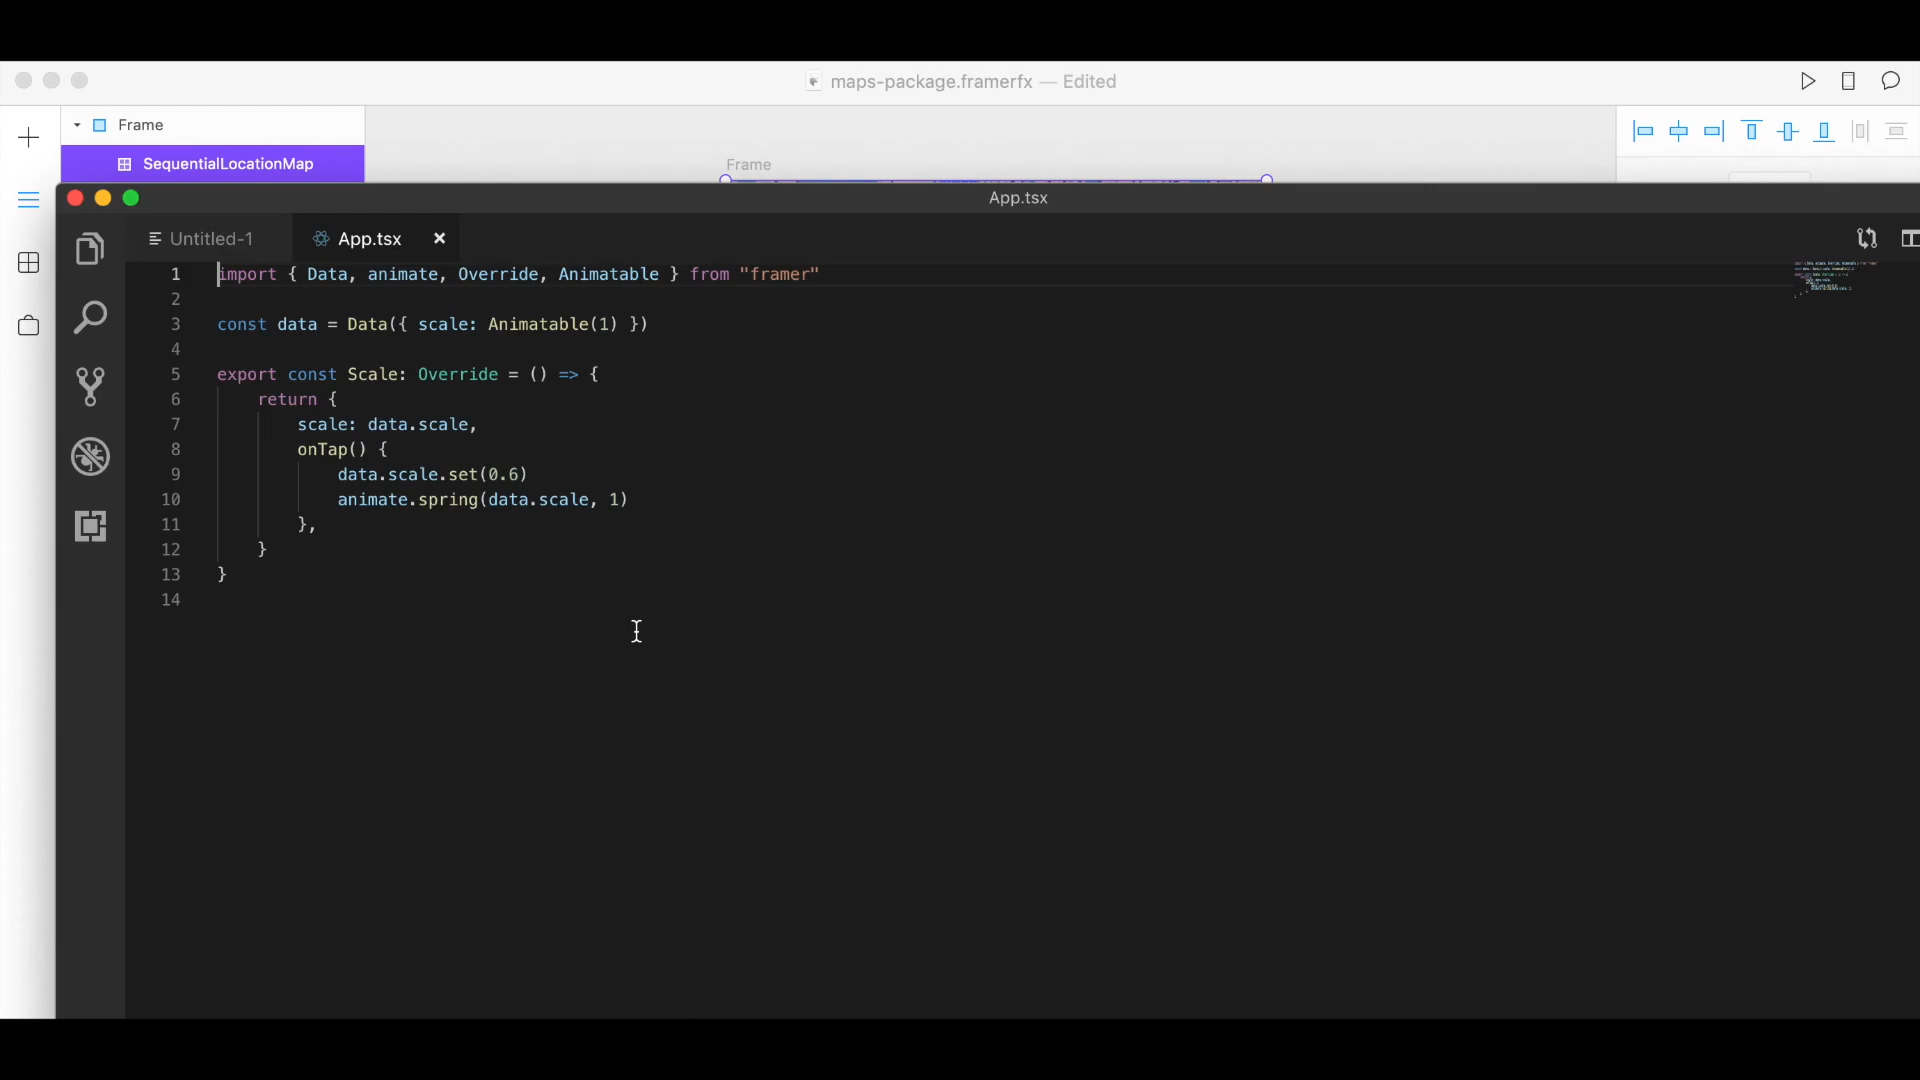 maps-package.framerfx — Edited
Frame
SequentialLocationMap
Frame
App.tsx
Untitled-1
App.tsx
1 import { Data, animate, Override, Animatable } from "framer"
2
3 const data = Data({ scale: Animatable(1) })
4
5 export const Scale: Override = () => {
6     return {
7         scale: data.scale,
8         onTap() {
9             data.scale.set(0.6)
10             animate.spring(data.scale, 1)
11         },
12     }
13 }
14